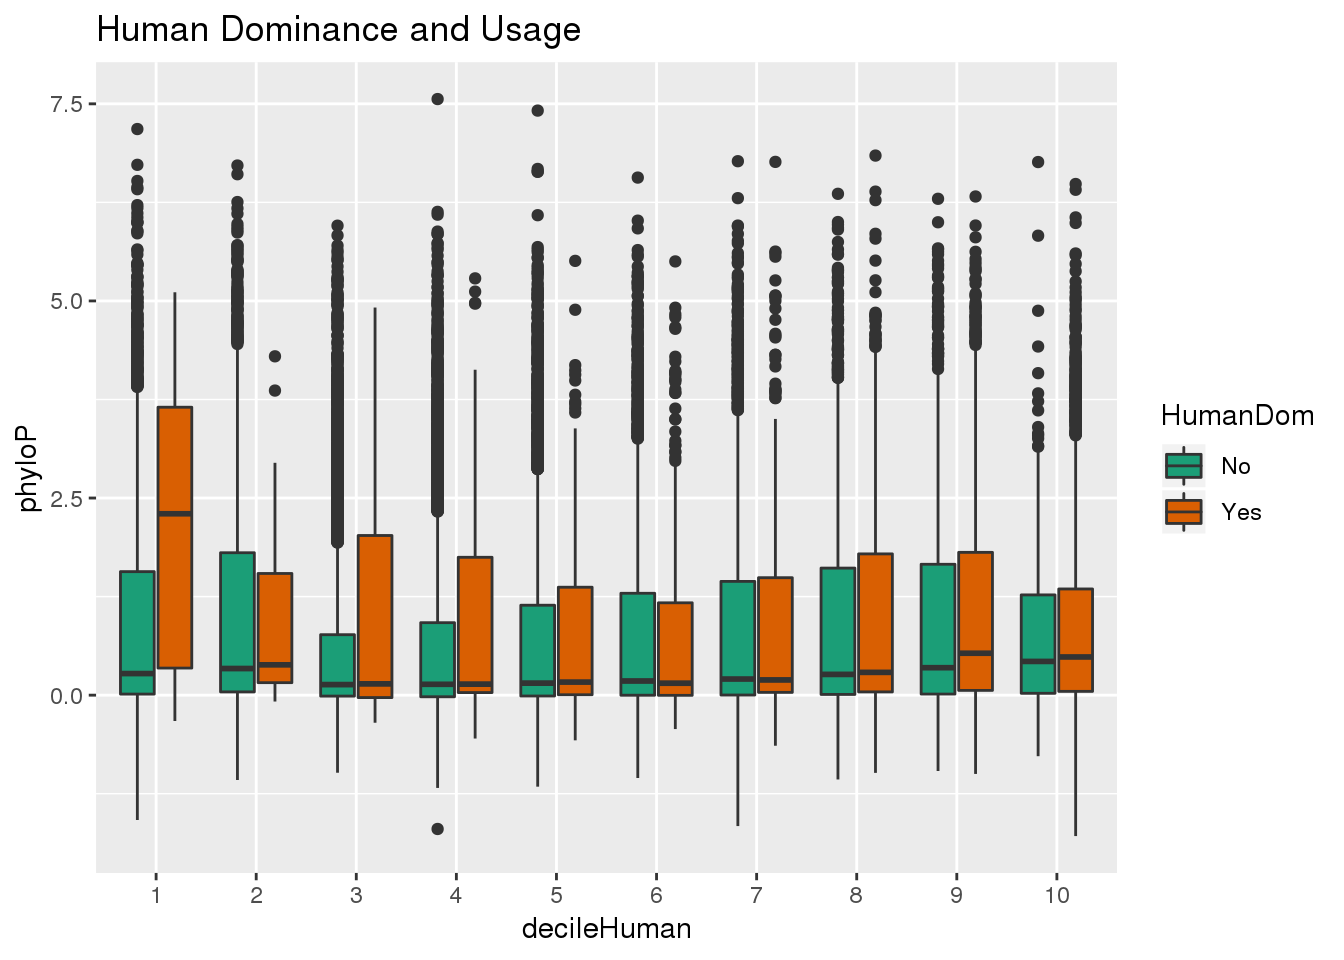 Human Dominance and Usage
phyloP
7.5
5.0
2.5
0.0
1 2 3 4 5 6 7 8 9 10
decileHuman
HumanDom
No
Yes